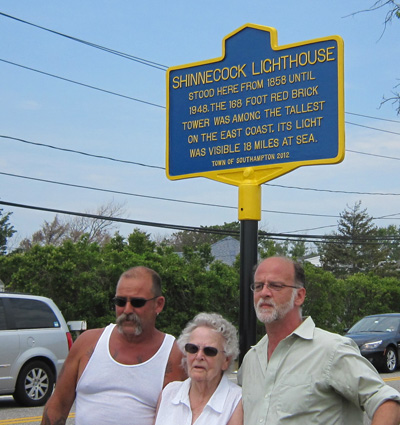 SHINNECOCK LIGHTHOUSE
STOOD HERE FROM 1858 UNTIL
1948. THE 168 FOOT RED BRICK
TOWER WAS AMONG THE TALLEST
ON THE EAST COAST. ITS LIGHT
WAS VISIBLE 18 MILES AT SEA.
TOWN OF SOUTHAMPTON 2012